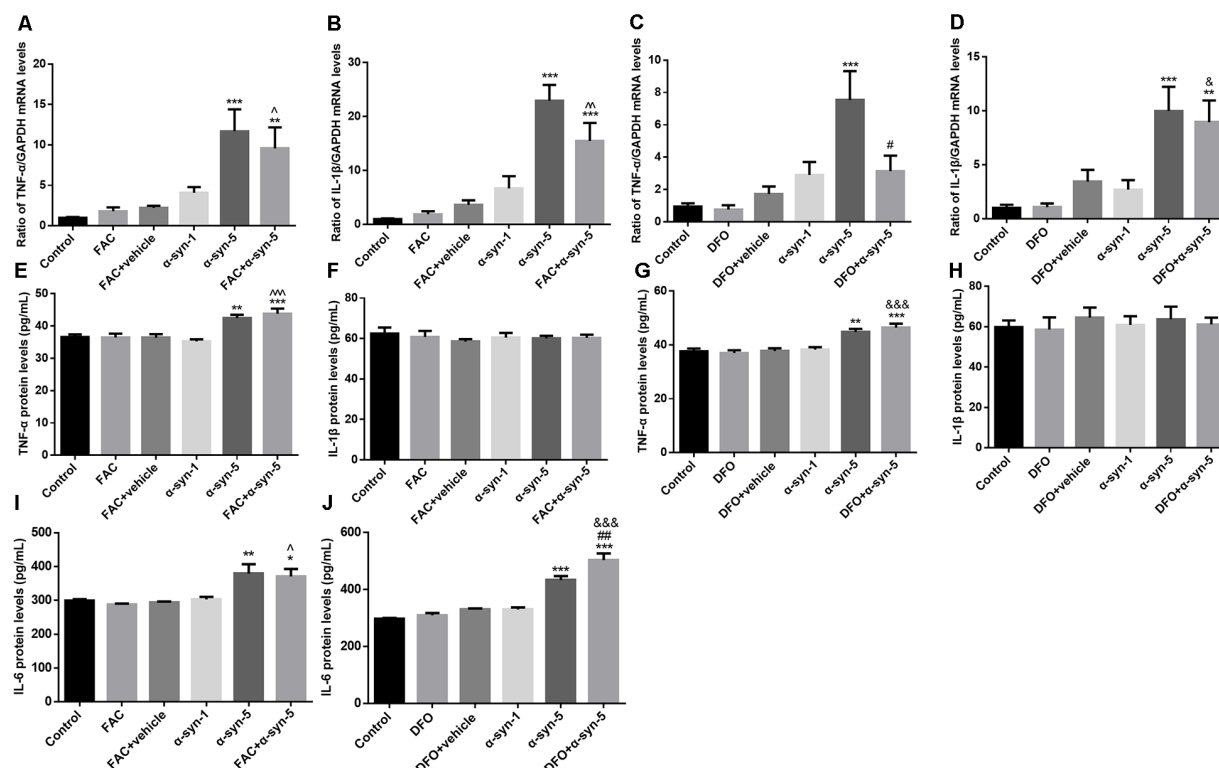 A
Ratio of TNF-α/GAPDH mRNA levels
20
15
10
5
0
***
^
**
Control
FAC
FAC+vehicle
α-syn-1
α-syn-5
FAC+α-syn-5
B
Ratio of IL-1β/GAPDH mRNA levels
30
20
10
0
***
^^
***
Control
FAC
FAC+vehicle
α-syn-1
α-syn-5
FAC+α-syn-5
C
Ratio of TNF-α/GAPDH mRNA levels
10
8
6
4
2
0
***
#
Control
DFO
DFO+vehicle
α-syn-1
α-syn-5
DFO+α-syn-5
D
Ratio of IL-1β/GAPDH mRNA levels
15
10
5
0
***
&
**
Control
DFO
DFO+vehicle
α-syn-1
α-syn-5
DFO+α-syn-5
E
TNF-α protein levels (pg/mL)
50
40
30
20
10
0
**
^^^
***
Control
FAC
FAC+vehicle
α-syn-1
α-syn-5
FAC+α-syn-5
F
IL-1β protein levels (pg/mL)
80
60
40
20
0
Control
FAC
FAC+vehicle
α-syn-1
α-syn-5
FAC+α-syn-5
G
TNF-α protein levels (pg/mL)
60
40
20
0
**
&&&
***
Control
DFO
DFO+vehicle
α-syn-1
α-syn-5
DFO+α-syn-5
H
IL-1β protein levels (pg/mL)
80
60
40
20
0
Control
DFO
DFO+vehicle
α-syn-1
α-syn-5
DFO+α-syn-5
I
IL-6 protein levels (pg/mL)
500
400
300
200
100
0
**
^
*
Control
FAC
FAC+vehicle
α-syn-1
α-syn-5
FAC+α-syn-5
J
IL-6 protein levels (pg/mL)
600
400
200
0
***
&&&
##
***
Control
DFO
DFO+vehicle
α-syn-1
α-syn-5
DFO+α-syn-5